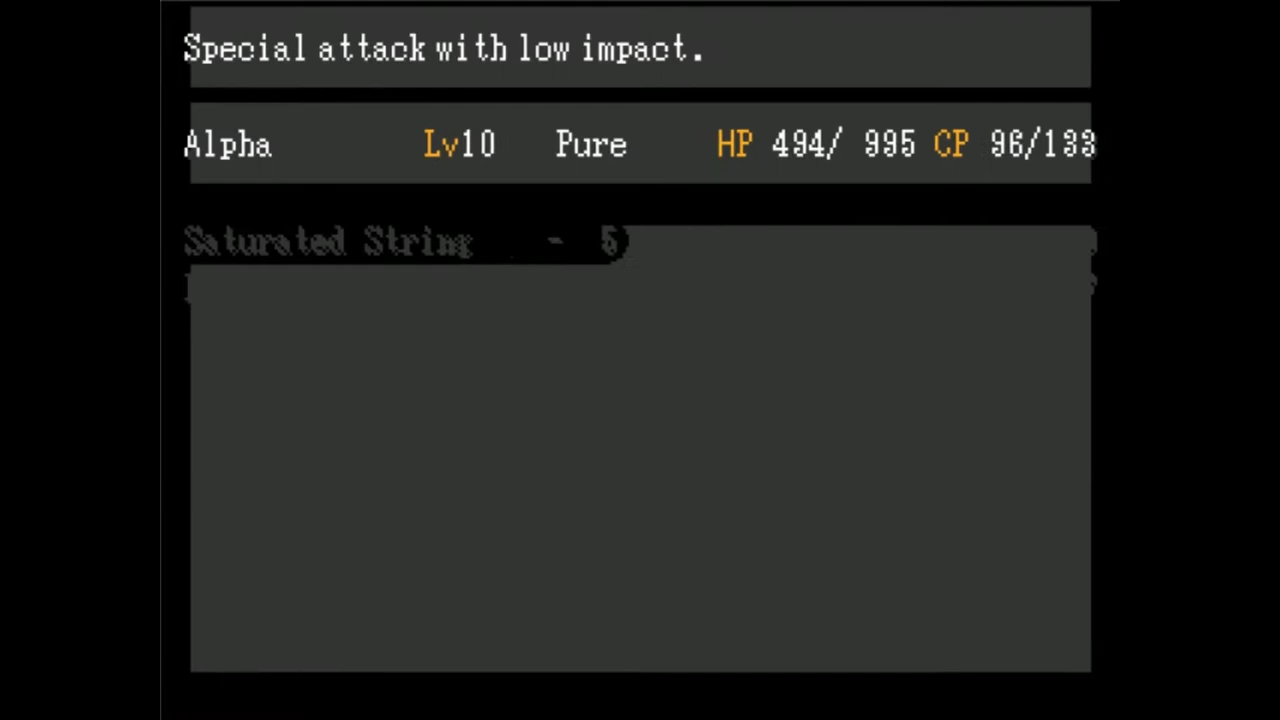 Special attack with low impact.
Alpha Lv10 Pure HP 494/ 995 CP 96/133
Saturated String - 5